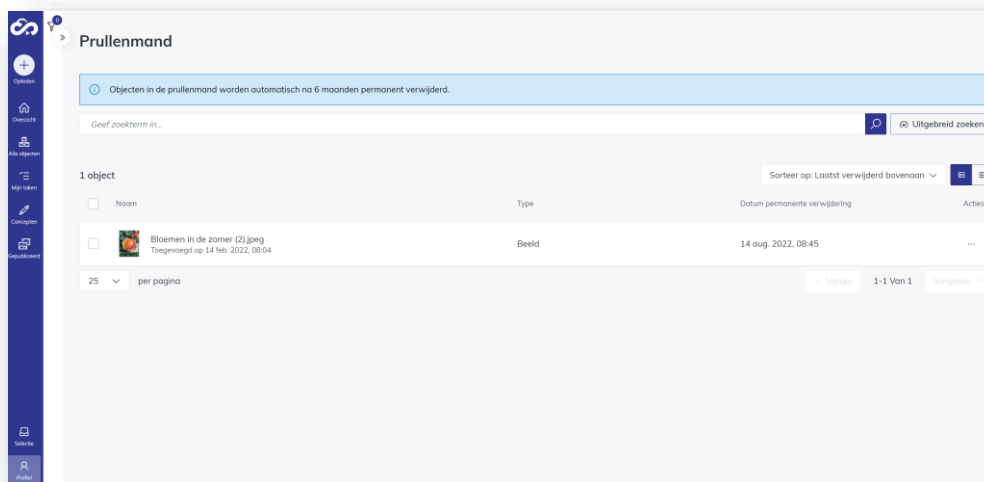 0
Prullenmand
Opladen
Objecten in de prullenmand worden automatisch na 6 maanden permanent verwijderd.
Overzicht
Geef zoekterm in...
Uitgebreid zoeken
Alle objecten
Mijn taken
1 object
Sorteer op: Laatst verwijderd bovenaan
Naam Type Datum permanente verwijdering Acties
Concepten
Bloemen in de zomer (2).jpeg Beeld 14 aug. 2022, 08:45 ...
Toegevoegd op 14 feb. 2022, 08:04
Gepubliceerd
25 per pagina ← Vorige 1-1 Van 1 Volgende →
Selectie
Profiel